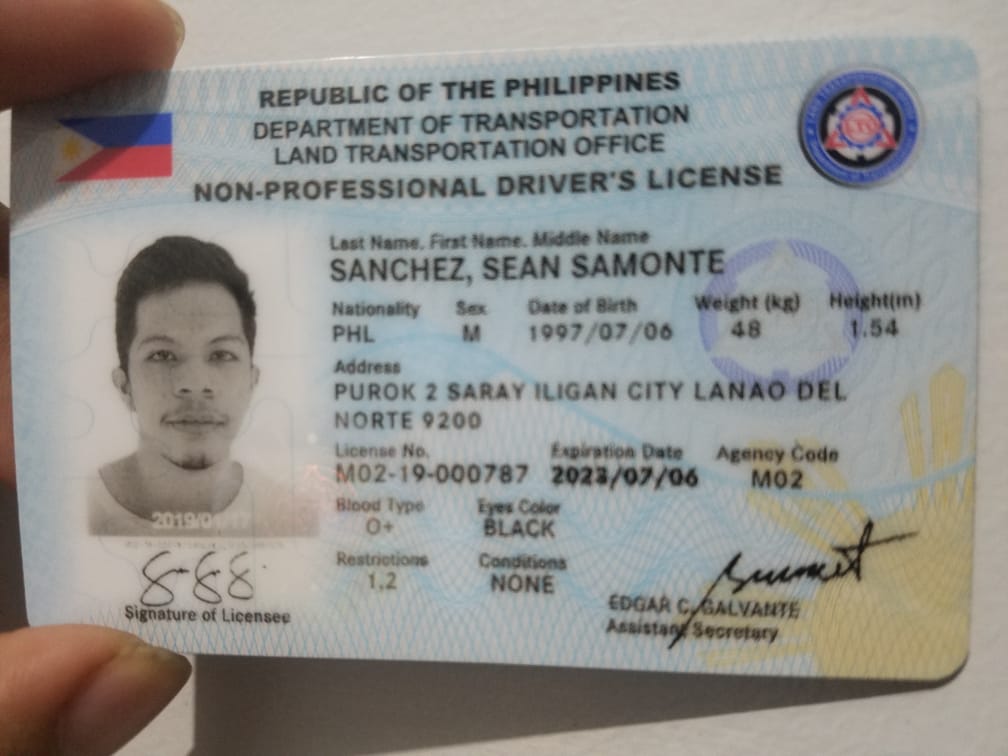 REPUBLIC OF THE PHILIPPINES
DEPARTMENT OF TRANSPORTATION
LAND TRANSPORTATION OFFICE
NON-PROFESSIONAL DRIVER'S LICENSE
Last Name, First Name, Middle Name
SANCHEZ, SEAN SAMONTE
Nationality Sex Date of Birth Weight (kg) Height(m)
PHL M 1997/07/06 48 1.54
Address
PUROK 2 SARAY ILIGAN CITY LANAO DEL
NORTE 9200
License No. Expiration Date Agency Code
M02-19-000787 2023/07/06 M02
Blood Type Eyes Color
O+ BLACK
Restrictions Conditions
1,2 NONE
2019/01/17
Signature of Licensee
EDGAR C. GALVANTE
Assistant Secretary